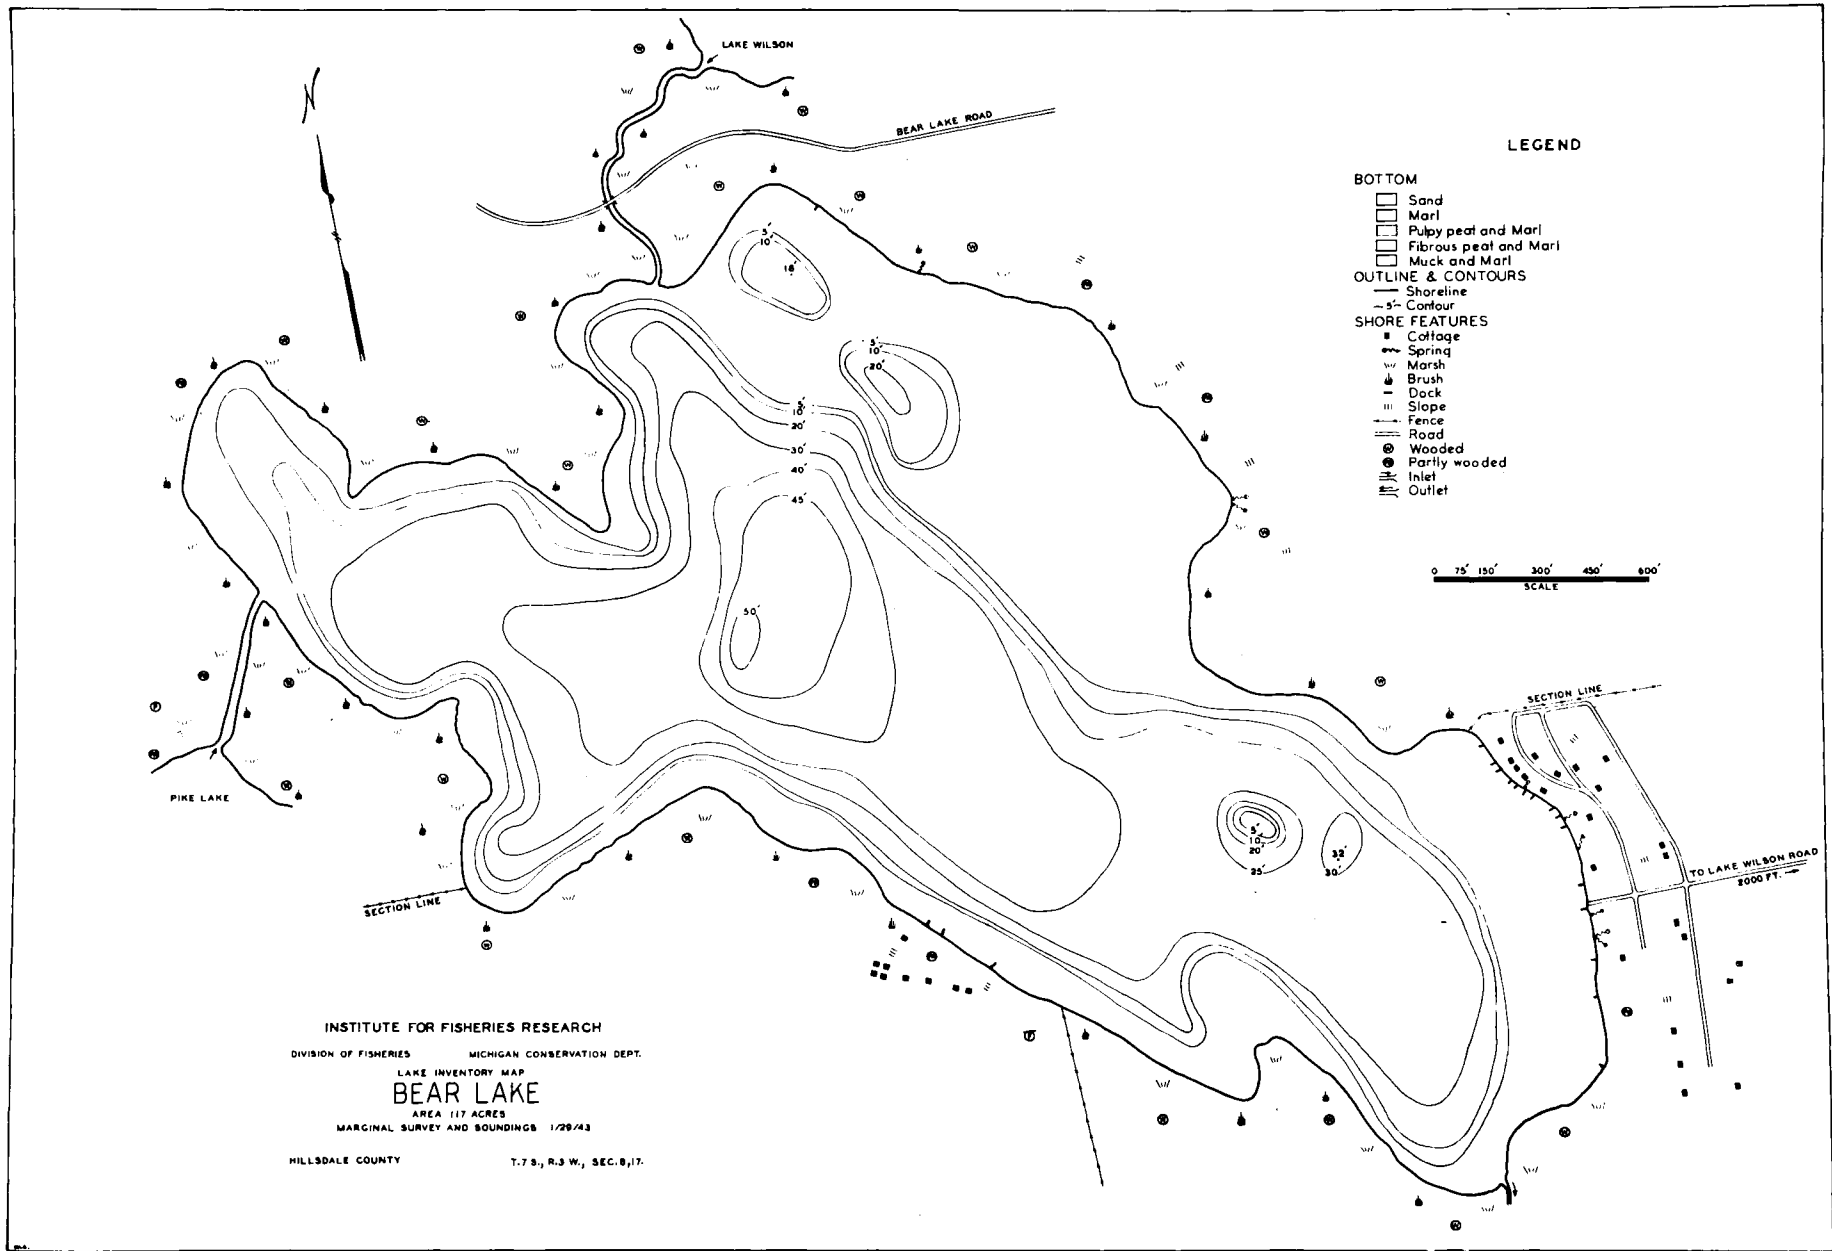 LAKE WILSON
N
BEAR LAKE ROAD
LEGEND
BOTTOM
Sand
Marl
Pulpy peat and Marl
Fibrous peat and Marl
Muck and Marl
OUTLINE & CONTOURS
Shoreline
5' Contour
SHORE FEATURES
Cottage
Spring
Marsh
Brush
Dock
Slope
Fence
Road
W Wooded
Partly wooded
Inlet
Outlet
0 75' 150' 300' 450' 600'
SCALE
5'
10'
18'
5'
10'
20'
5'
10'
20'
30'
40'
45'
50'
5'
10'
20'
25'
32'
30'
SECTION LINE
TO LAKE WILSON ROAD
2000 FT.
PIKE LAKE
SECTION LINE
INSTITUTE FOR FISHERIES RESEARCH
DIVISION OF FISHERIES MICHIGAN CONSERVATION DEPT.
LAKE INVENTORY MAP
BEAR LAKE
AREA 117 ACRES
MARGINAL SURVEY AND SOUNDINGS 1/29/43
HILLSDALE COUNTY T.7 S., R.3 W., SEC. 8,17.